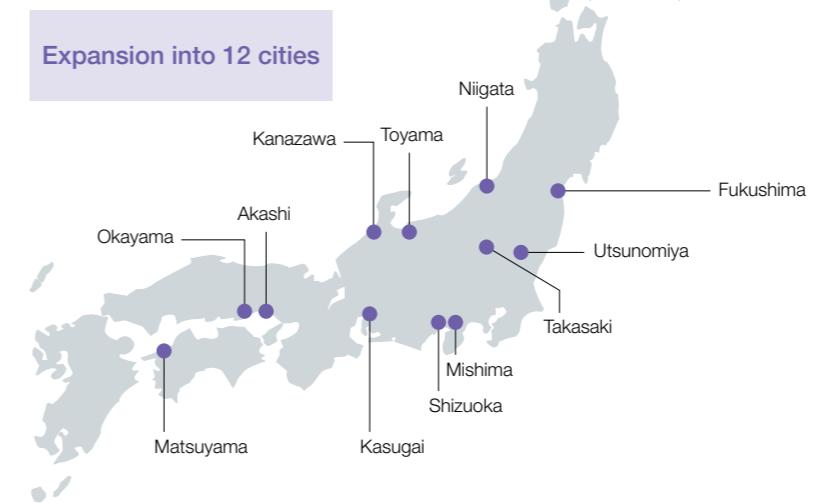 Expansion into 12 cities
Niigata
Kanazawa
Toyama
Fukushima
Akashi
Okayama
Utsunomiya
Takasaki
Mishima
Shizuoka
Matsuyama
Kasugai